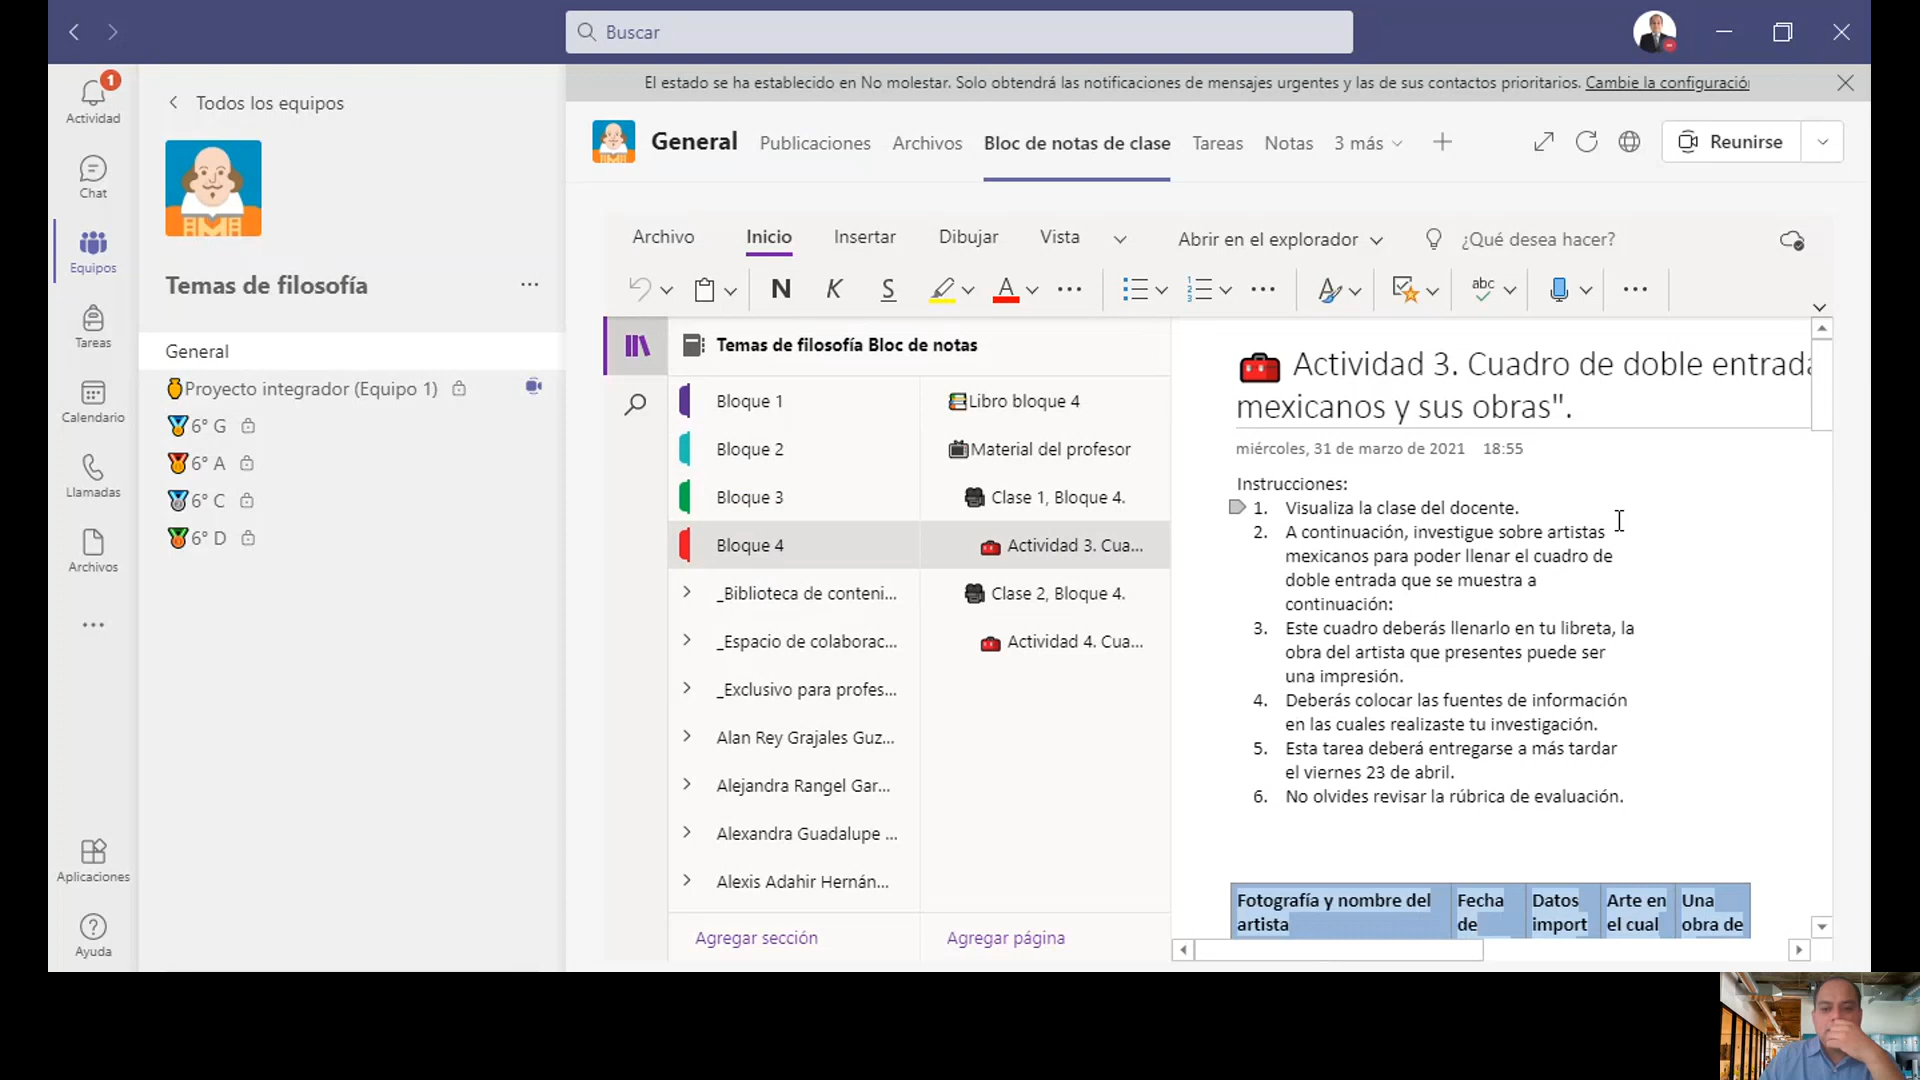 Buscar
1
Actividad
Chat
Equipos
Tareas
Calendario
Llamadas
Archivos
Aplicaciones
Ayuda
Todos los equipos
Temas de filosofía
General
Proyecto integrador (Equipo 1)
6° G
6° A
6° C
6° D
El estado se ha establecido en No molestar. Solo obtendrá las notificaciones de mensajes urgentes y las de sus contactos prioritarios. Cambie la configuració
General Publicaciones Archivos Bloc de notas de clase Tareas Notas 3 más Reunirse
Archivo Inicio Insertar Dibujar Vista Abrir en el explorador ¿Qué desea hacer?
N K S A abc
Temas de filosofía Bloc de notas
Bloque 1
Bloque 2
Bloque 3
Bloque 4
_Biblioteca de conteni...
_Espacio de colaborac...
_Exclusivo para profes...
Alan Rey Grajales Guz...
Alejandra Rangel Gar...
Alexandra Guadalupe ...
Alexis Adahir Hernán...
Agregar sección
Libro bloque 4
Material del profesor
Clase 1, Bloque 4.
Actividad 3. Cua...
Clase 2, Bloque 4.
Actividad 4. Cua...
Agregar página
Actividad 3. Cuadro de doble entrada
mexicanos y sus obras".
miércoles, 31 de marzo de 2021 18:55
Instrucciones:
1. Visualiza la clase del docente.
2. A continuación, investigue sobre artistas
mexicanos para poder llenar el cuadro de
doble entrada que se muestra a
continuación:
3. Este cuadro deberás llenarlo en tu libreta, la
obra del artista que presentes puede ser
una impresión.
4. Deberás colocar las fuentes de información
en las cuales realizaste tu investigación.
5. Esta tarea deberá entregarse a más tardar
el viernes 23 de abril.
6. No olvides revisar la rúbrica de evaluación.
Fotografía y nombre del Fecha Datos Arte en Una
artista de import el cual obra de